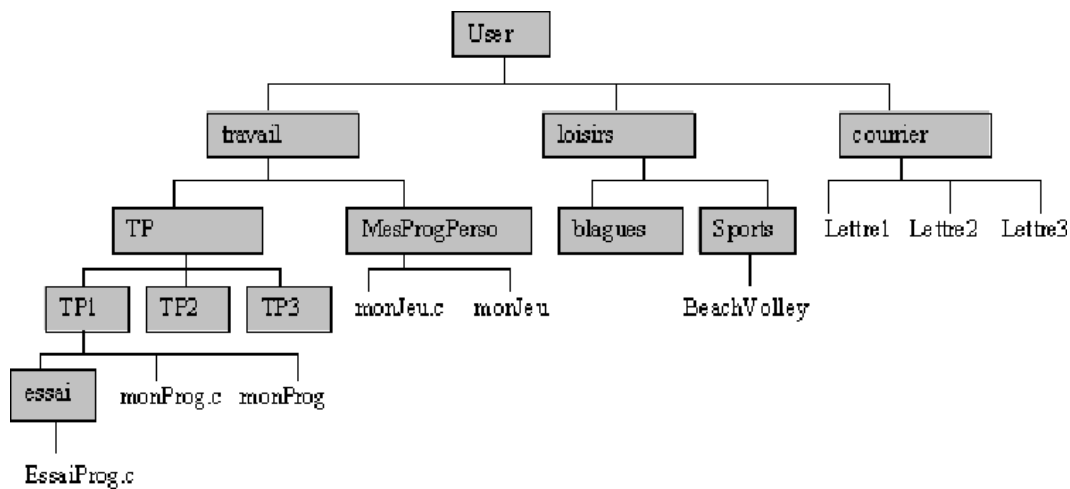 User
travail
loisirs
courrier
TP
MesProgPerso
blagues
Sports
Lettre1
Lettre2
Lettre3
TP1
TP2
TP3
monJeu.c
monJeu
BeachVolley
essai
monProg.c
monProg
EssaiProg.c